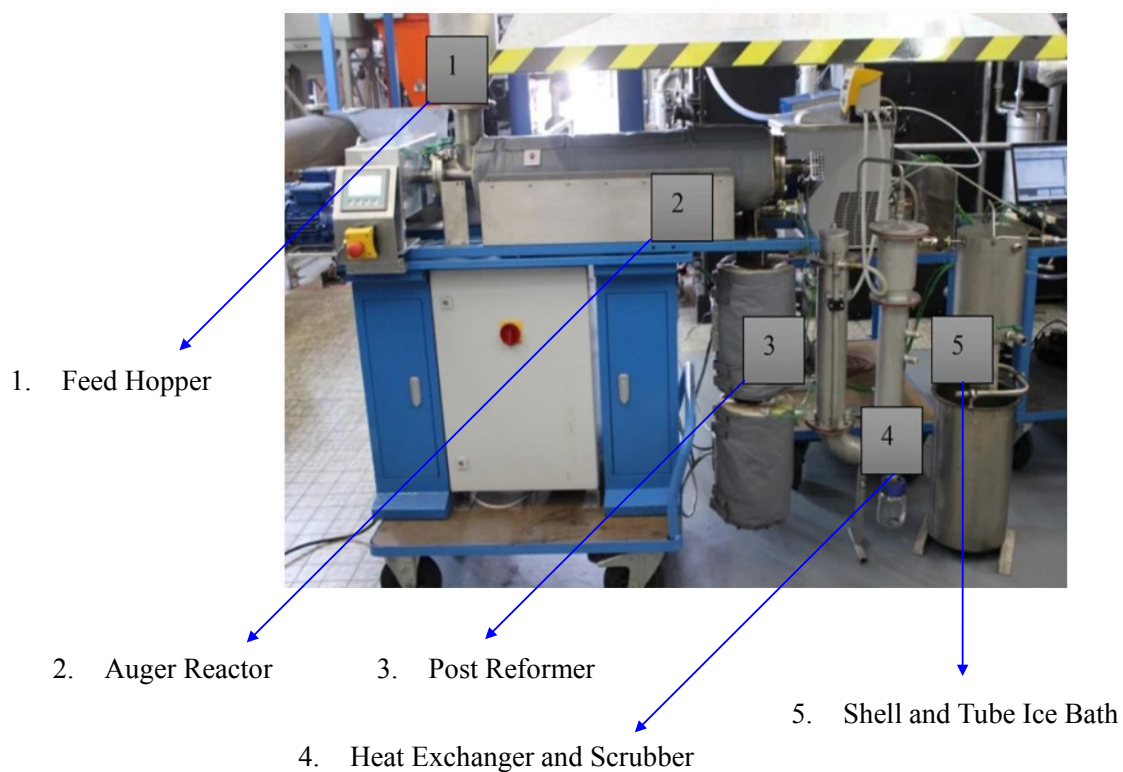 1
2
3
5
4
1. Feed Hopper
2. Auger Reactor
3. Post Reformer
5. Shell and Tube Ice Bath
4. Heat Exchanger and Scrubber